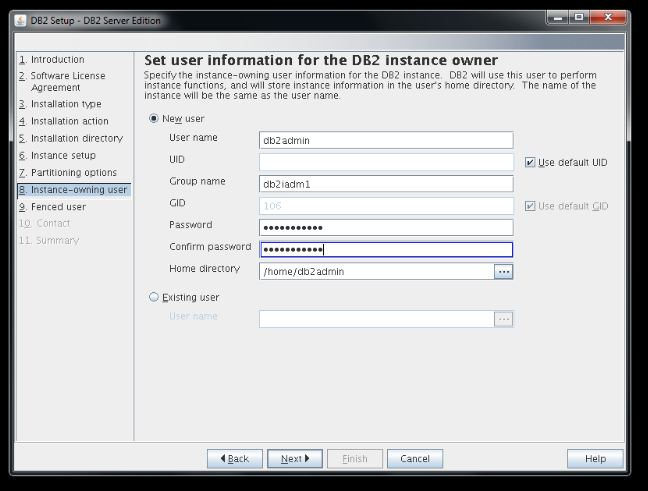 DB2 Setup - DB2 Server Edition
1. Introduction
2. Software License
Agreement
3. Installation type
4. Installation action
5. Installation directory
6. Instance setup
7. Partitioning options
8. Instance-owning user
9. Fenced user
10. Contact
11. Summary
Set user information for the DB2 instance owner
Specify the instance-owning user information for the DB2 instance. DB2 will use this user to perform
instance functions, and will store instance information in the user's home directory. The name of the
instance will be the same as the user name.
New user
User name db2admin
UID Use default UID
Group name db2iadm1
GID 106 Use default GID
Password •••••••••••
Confirm password •••••••••••
Home directory /home/db2admin ...
Existing user
User name ...
Back Next Finish Cancel Help